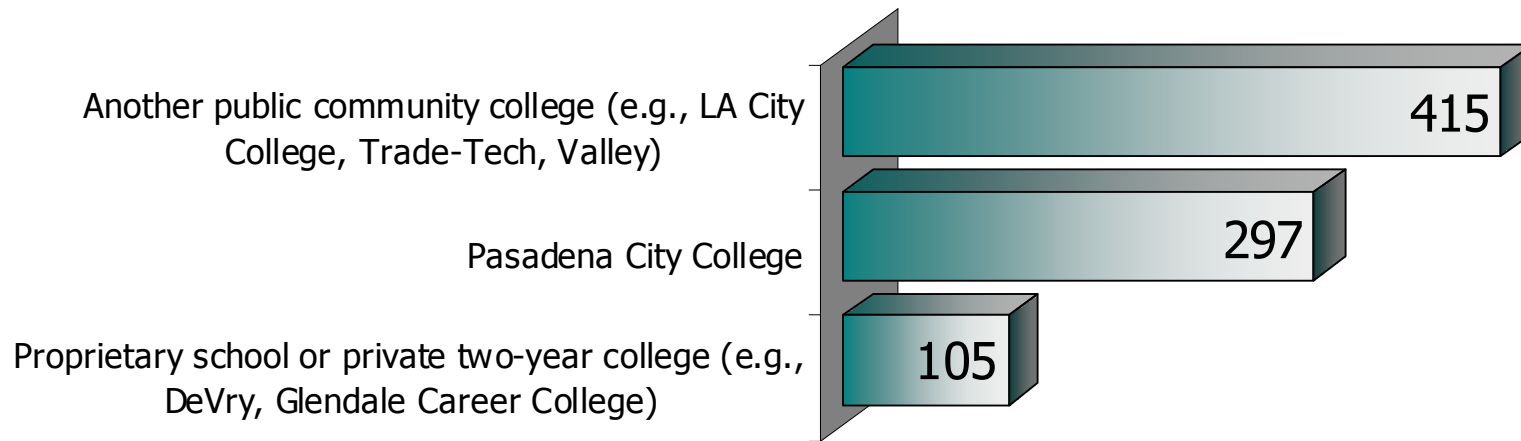 Another public community college (e.g., LA City
College, Trade-Tech, Valley)
415
Pasadena City College
297
Proprietary school or private two-year college (e.g.,
DeVry, Glendale Career College)
105